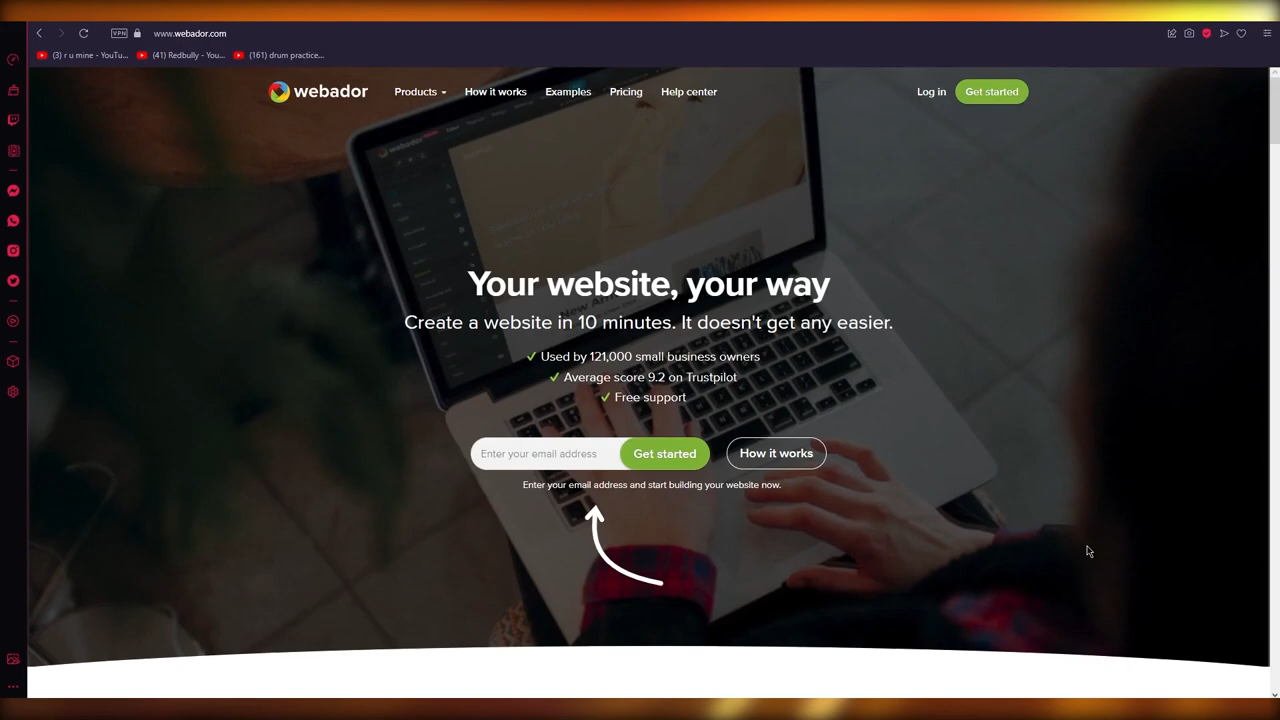 VPN
www.webador.com
(3) r u mine - YouTu...
(41) Redbully - You...
(161) drum practice...
webador
Products
How it works
Examples
Pricing
Help center
Log in
Get started
Your website, your way
Create a website in 10 minutes. It doesn't get any easier.
Used by 121,000 small business owners
Average score 9.2 on Trustpilot
Free support
Enter your email address
Get started
How it works
Enter your email address and start building your website now.